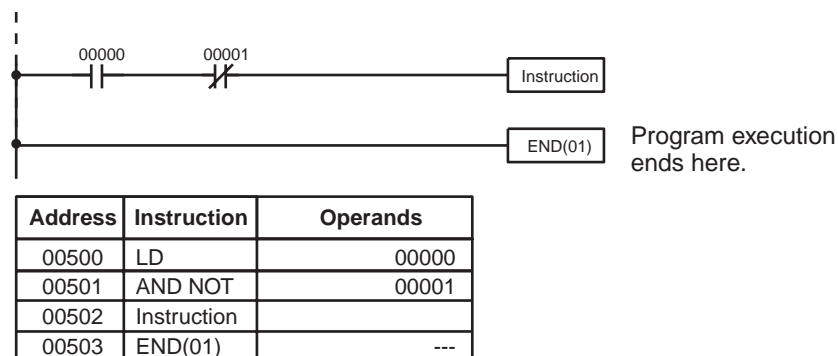 00000 00001
Instruction
END(01)
Program execution
ends here.
Address Instruction Operands
00500 LD 00000
00501 AND NOT 00001
00502 Instruction
00503 END(01) ---